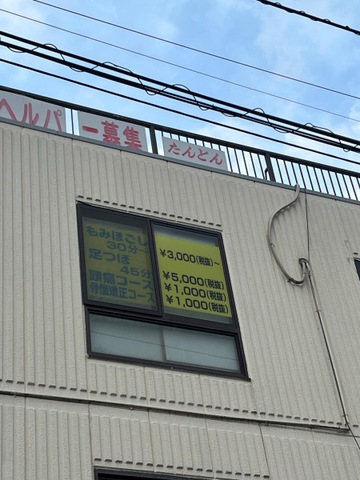 ヘルパー募集
たんとん
もみほぐし
30分～ ¥3,000(税抜)～
足つぼ
45分 ¥5,000(税抜)
頭痛コース ¥1,000(税抜)
骨盤矯正コース ¥1,000(税抜)